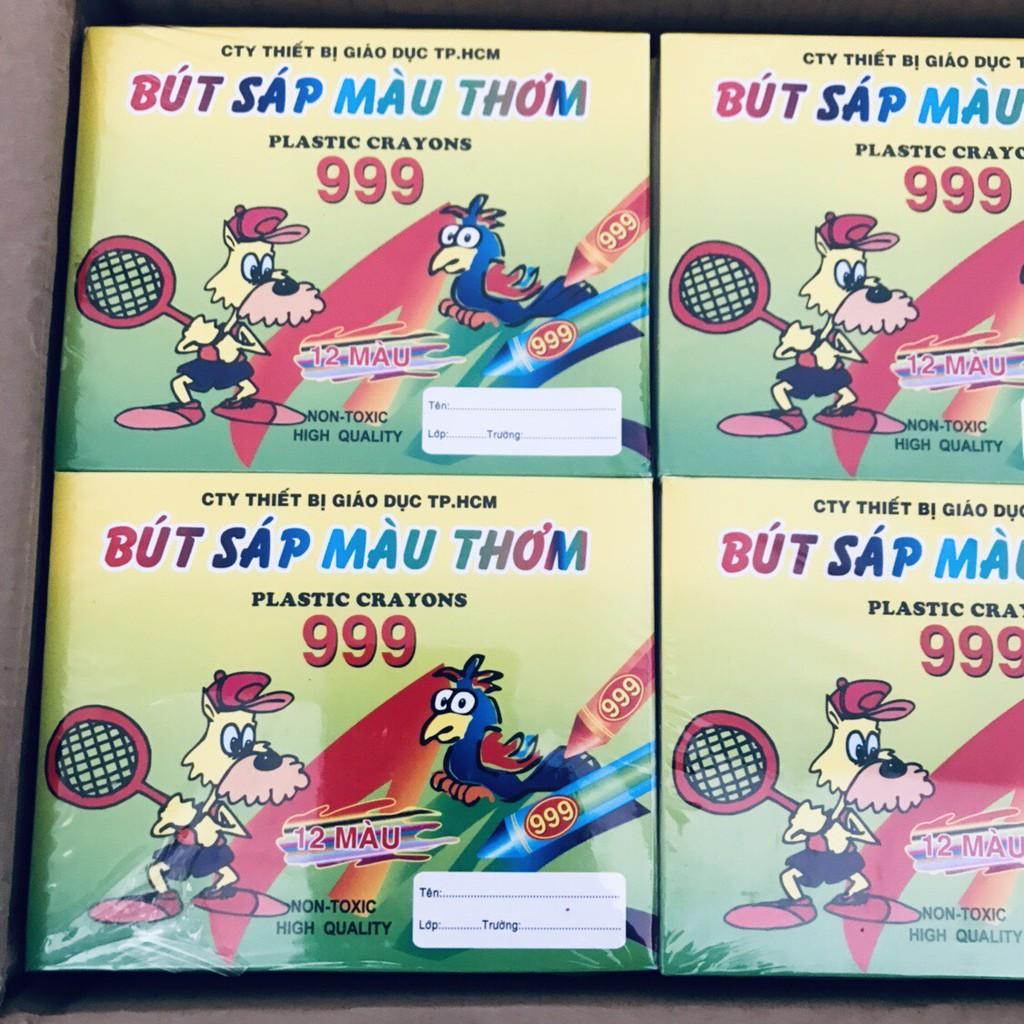 CTY THIẾT BỊ GIÁO DỤC TP.HCM
BÚT SÁP MÀU THƠM
PLASTIC CRAYONS
999
999
999
12 MÀU
NON-TOXIC
HIGH QUALITY
Tên:
Lớp: Trường:
CTY THIẾT BỊ GIÁO DỤC
BÚT SÁP MÀU
PLASTIC
999
12 MÀU
NON-TOXIC
HIGH QUALITY
CTY THIẾT BỊ GIÁO DỤC TP.HCM
BÚT SÁP MÀU THƠM
PLASTIC CRAYONS
999
999
999
12 MÀU
NON-TOXIC
HIGH QUALITY
Tên:
Lớp: Trường:
CTY THIẾT BỊ GIÁO
BÚT SÁP
PLASTIC
999
12 MÀU
NON-TOXIC
HIGH QUALITY